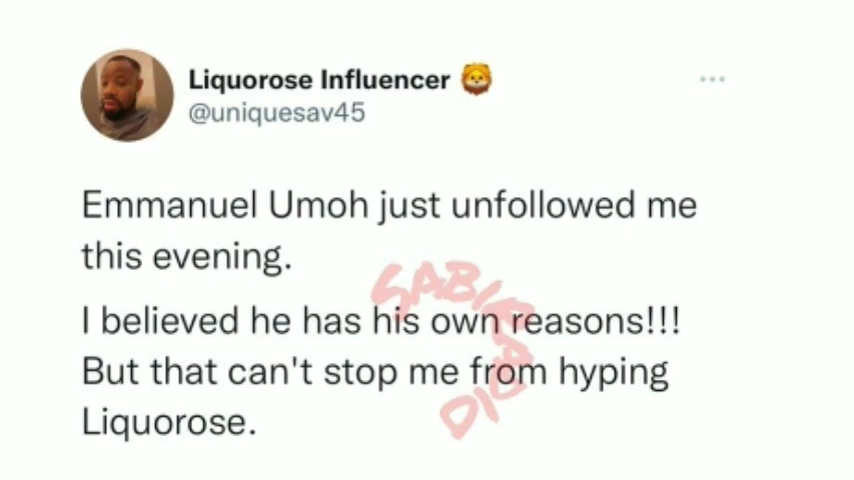 Liquorose Influencer 🦁
@uniquesav45
Emmanuel Umoh just unfollowed me
this evening.
I believed he has his own reasons!!!
But that can't stop me from hyping
Liquorose.
SABIRADIO